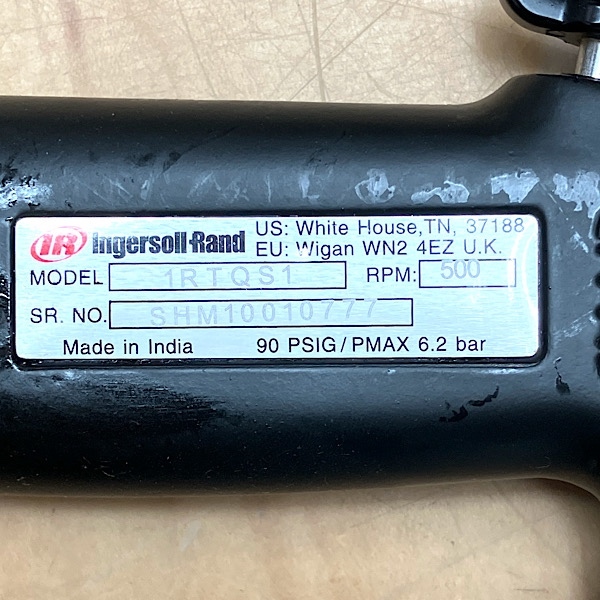 IR Ingersoll-Rand
US: White House,TN, 37188
EU: Wigan WN2 4EZ U.K.
MODEL 1RTQS1 RPM: 500
SR. NO. SHM10010777
Made in India 90 PSIG/PMAX 6.2 bar